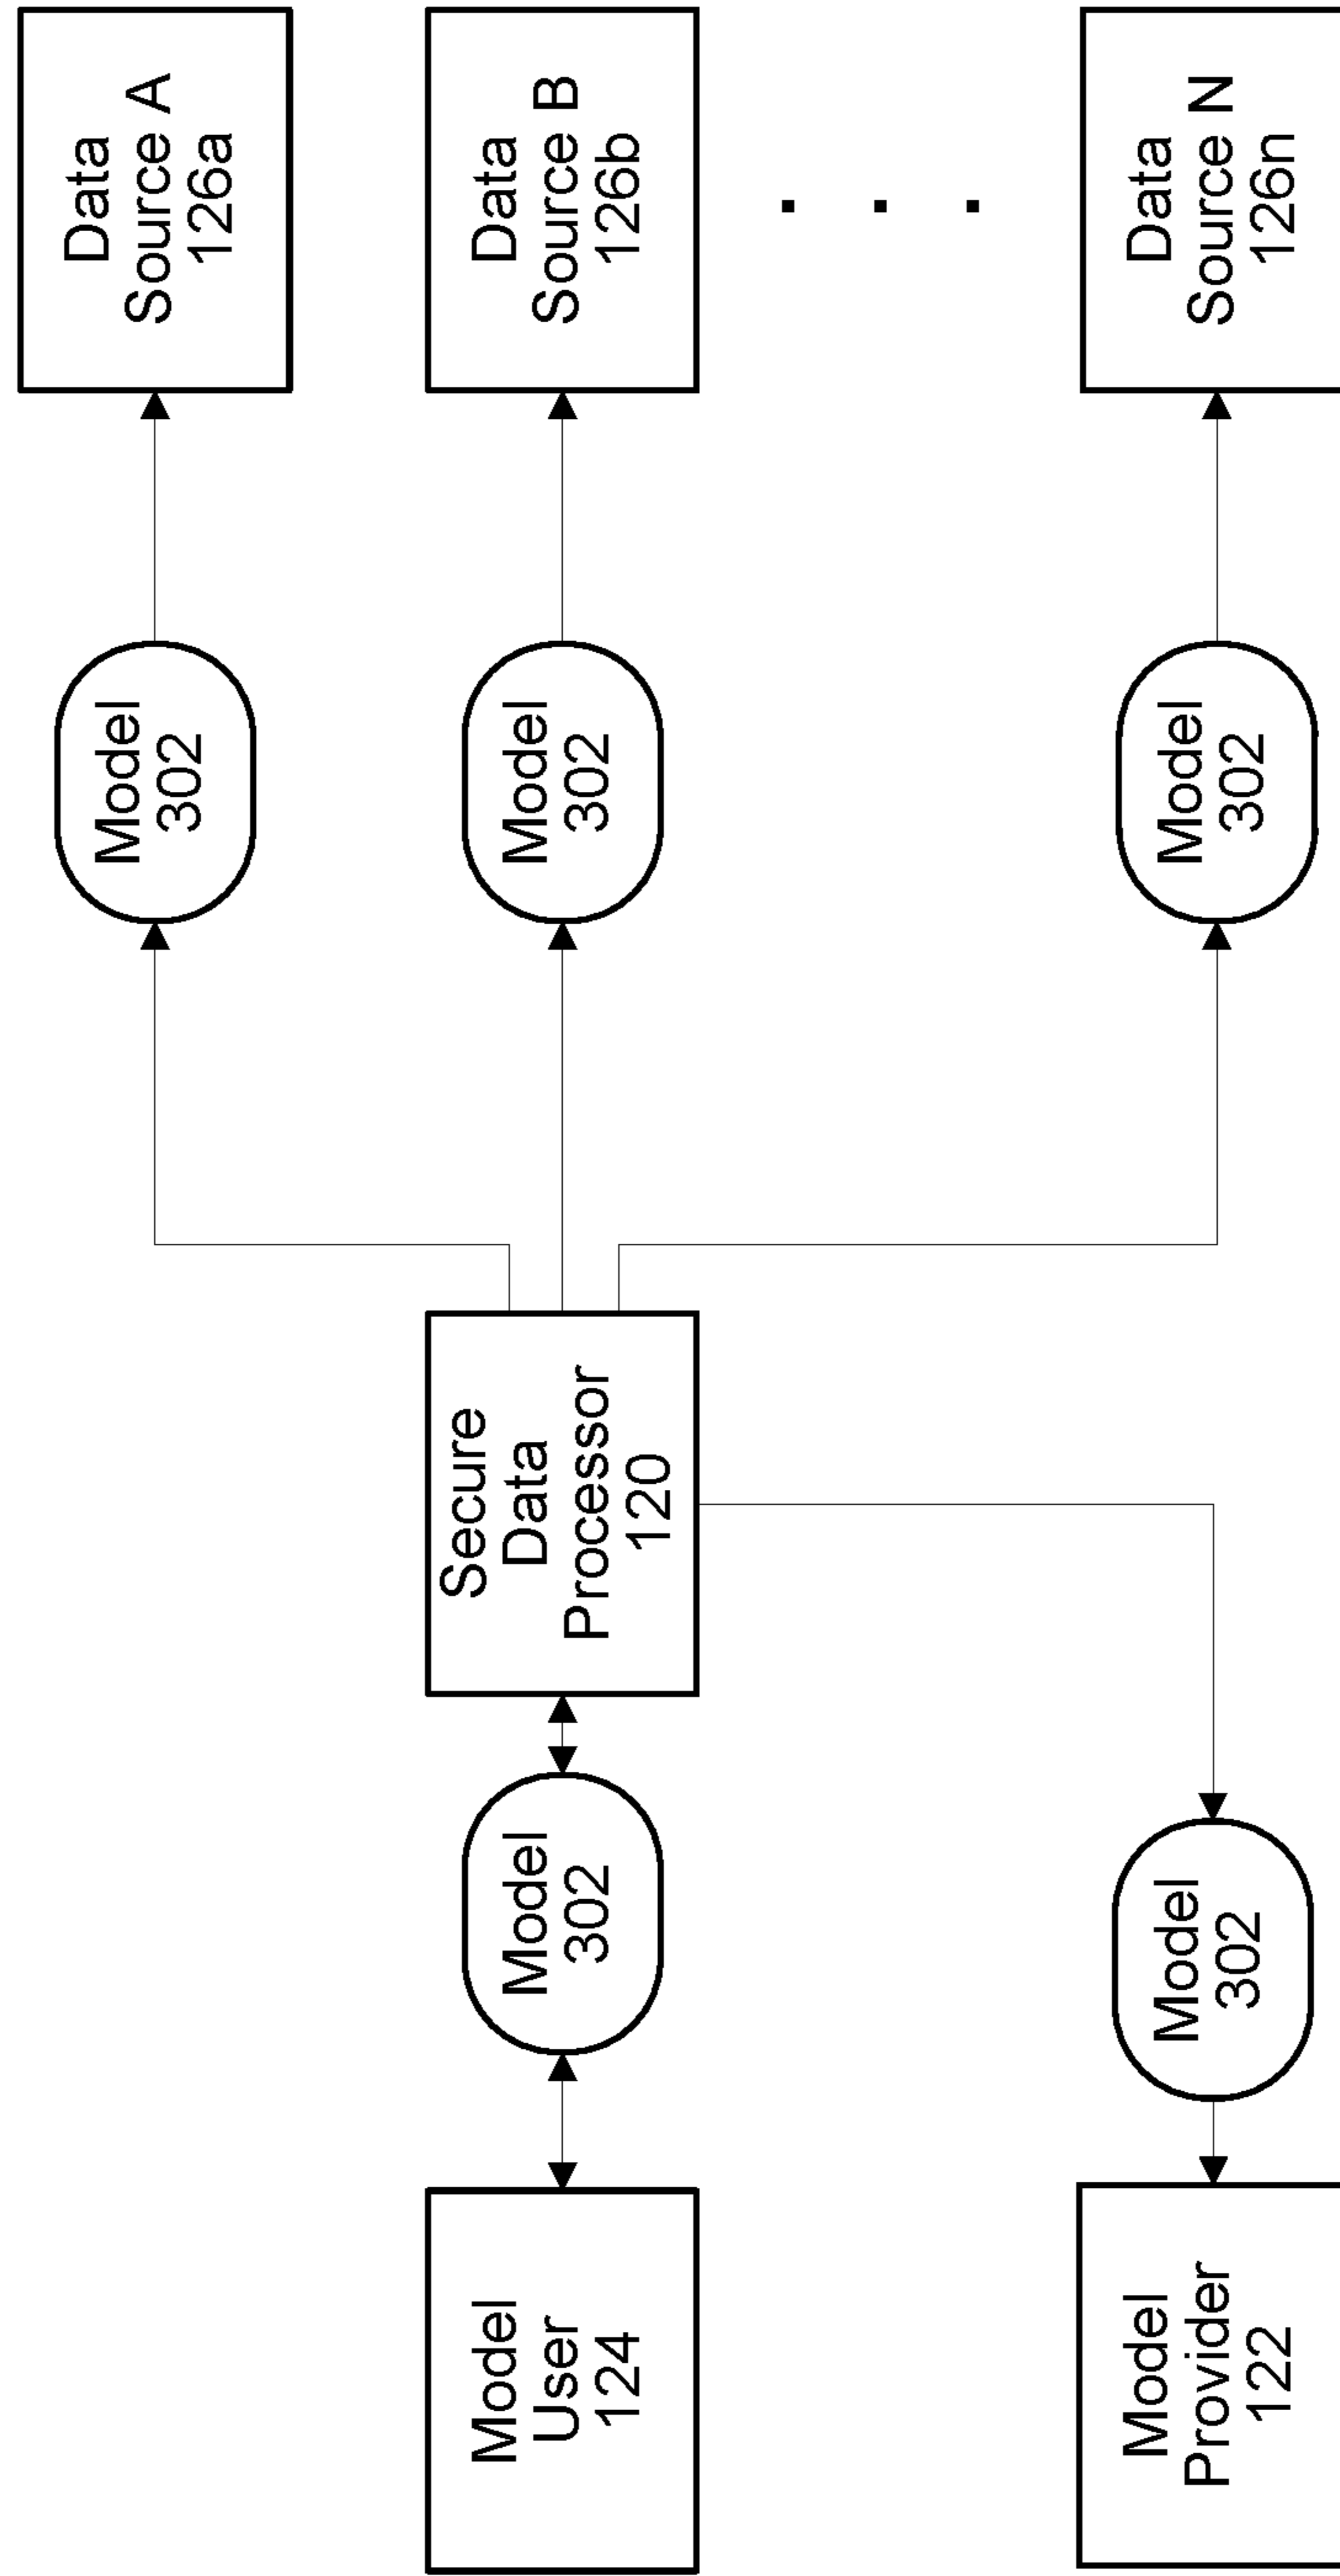 Data
Source A
126a
Data
Source B
126b
. . .
Data
Source N
126n
Model
302
Model
302
Model
302
Secure
Data
Processor
120
Model
302
Model
302
Model
User
124
Model
Provider
122